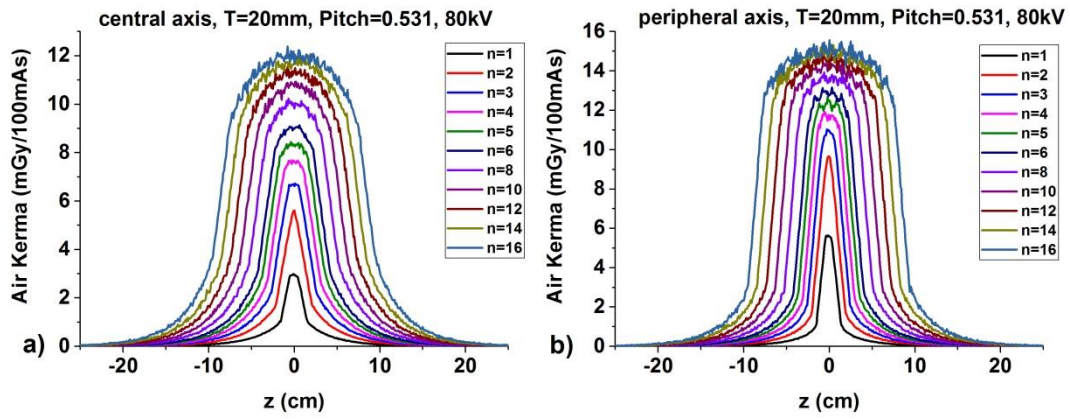 central axis, T=20mm, Pitch=0.531, 80kV
Air Kerma (mGy/100mAs)
12
10
8
6
4
2
0
n=1
n=2
n=3
n=4
n=5
n=6
n=8
n=10
n=12
n=14
n=16
a)
-20
-10
0
10
20
z (cm)
peripheral axis, T=20mm, Pitch=0.531, 80kV
Air Kerma (mGy/100mAs)
16
14
12
10
8
6
4
2
0
n=1
n=2
n=3
n=4
n=5
n=6
n=8
n=10
n=12
n=14
n=16
b)
-20
-10
0
10
20
z (cm)